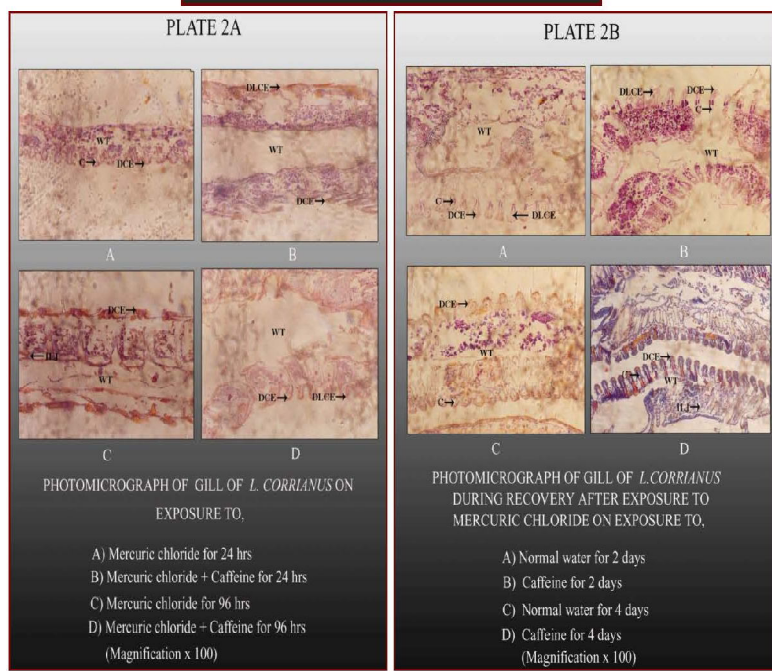 PLATE 2A
DLCE→
WT
C→ DCE→
WT
DCE→
A
B
DCE→
←ILJ
WT
WT
DCE→ DLCE→
C
D
PHOTOMICROGRAPH OF GILL OF L. CORRIANUS ON
EXPOSURE TO,
A) Mercuric chloride for 24 hrs
B) Mercuric chloride + Caffeine for 24 hrs
C) Mercuric chloride for 96 hrs
D) Mercuric chloride + Caffeine for 96 hrs
(Magnification x 100)
PLATE 2B
WT
C→
DCE→ ←DLCE
DLCE→ DCE→
C→
WT
A
B
DCE→
WT
C→
DCE→
WT
ILJ
C
D
PHOTOMICROGRAPH OF GILL OF L.CORRIANUS
DURING RECOVERY AFTER EXPOSURE TO
MERCURIC CHLORIDE ON EXPOSURE TO,
A) Normal water for 2 days
B) Caffeine for 2 days
C) Normal water for 4 days
D) Caffeine for 4 days
(Magnification x 100)